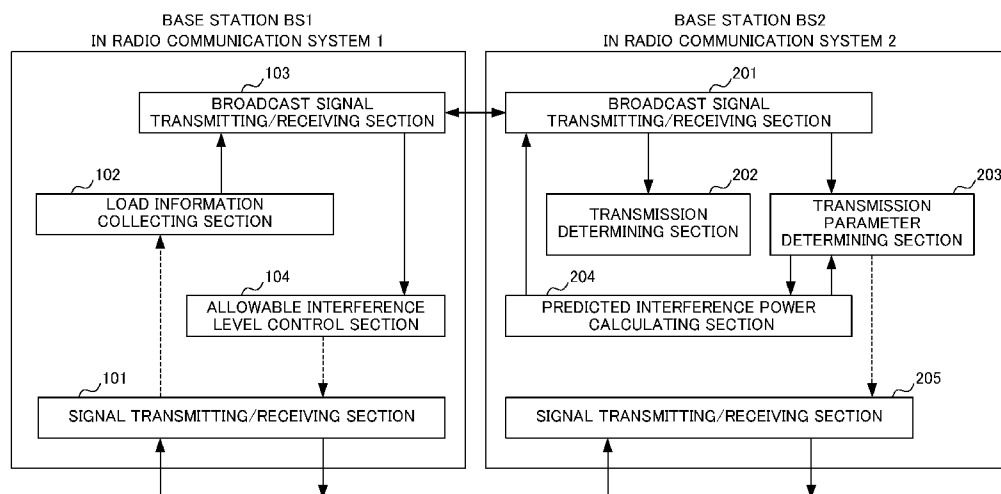 BASE STATION BS1
IN RADIO COMMUNICATION SYSTEM 1
103
BROADCAST SIGNAL
TRANSMITTING/RECEIVING SECTION
102
LOAD INFORMATION
COLLECTING SECTION
104
ALLOWABLE INTERFERENCE
LEVEL CONTROL SECTION
101
SIGNAL TRANSMITTING/RECEIVING SECTION
BASE STATION BS2
IN RADIO COMMUNICATION SYSTEM 2
201
BROADCAST SIGNAL
TRANSMITTING/RECEIVING SECTION
202
TRANSMISSION
DETERMINING SECTION
203
TRANSMISSION
PARAMETER
DETERMINING SECTION
204
PREDICTED INTERFERENCE POWER
CALCULATING SECTION
205
SIGNAL TRANSMITTING/RECEIVING SECTION